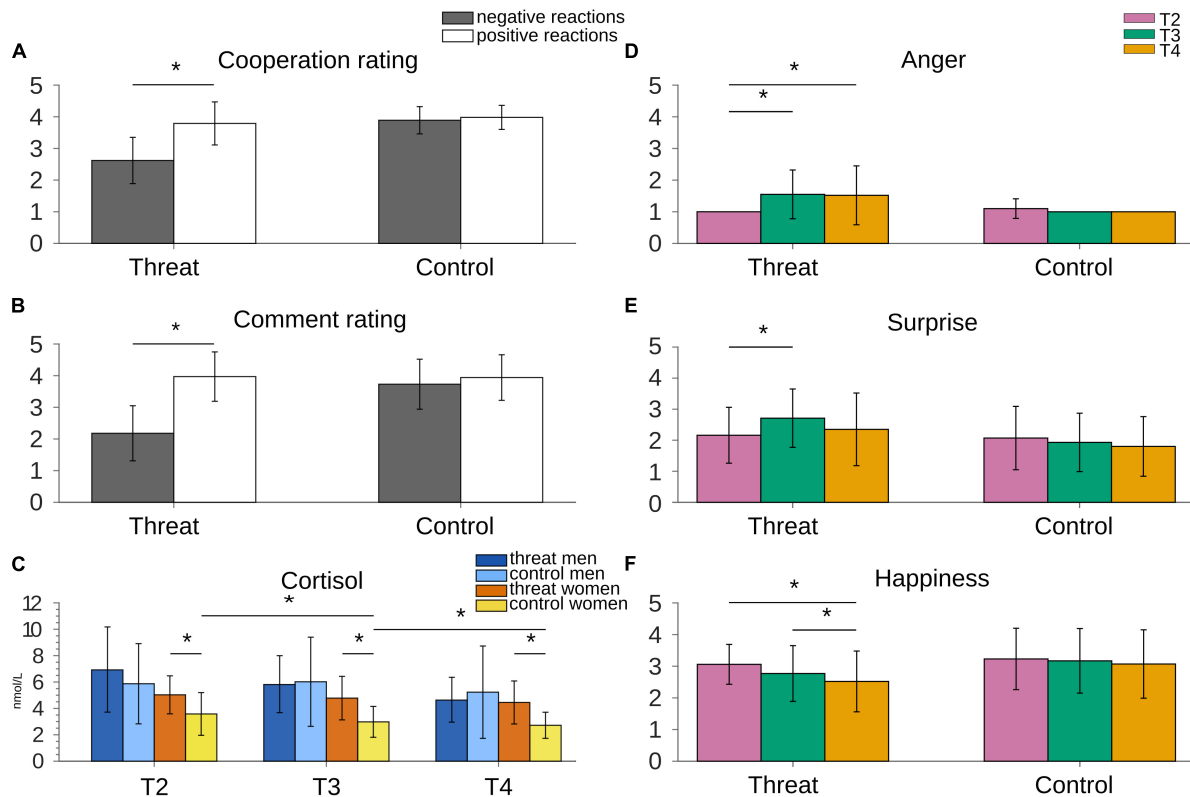 negative reactions
positive reactions
A
Cooperation rating
*
5
4
3
2
1
0
Threat
Control
B
Comment rating
*
5
4
3
2
1
0
Threat
Control
C
Cortisol
threat men
control men
threat women
control women
nmol/L
12
10
8
6
4
2
0
*
*
*
*
*
T2
T3
T4
T2
T3
T4
D
Anger
*
*
5
4
3
2
1
0
Threat
Control
E
Surprise
*
5
4
3
2
1
0
Threat
Control
F
Happiness
*
*
5
4
3
2
1
0
Threat
Control